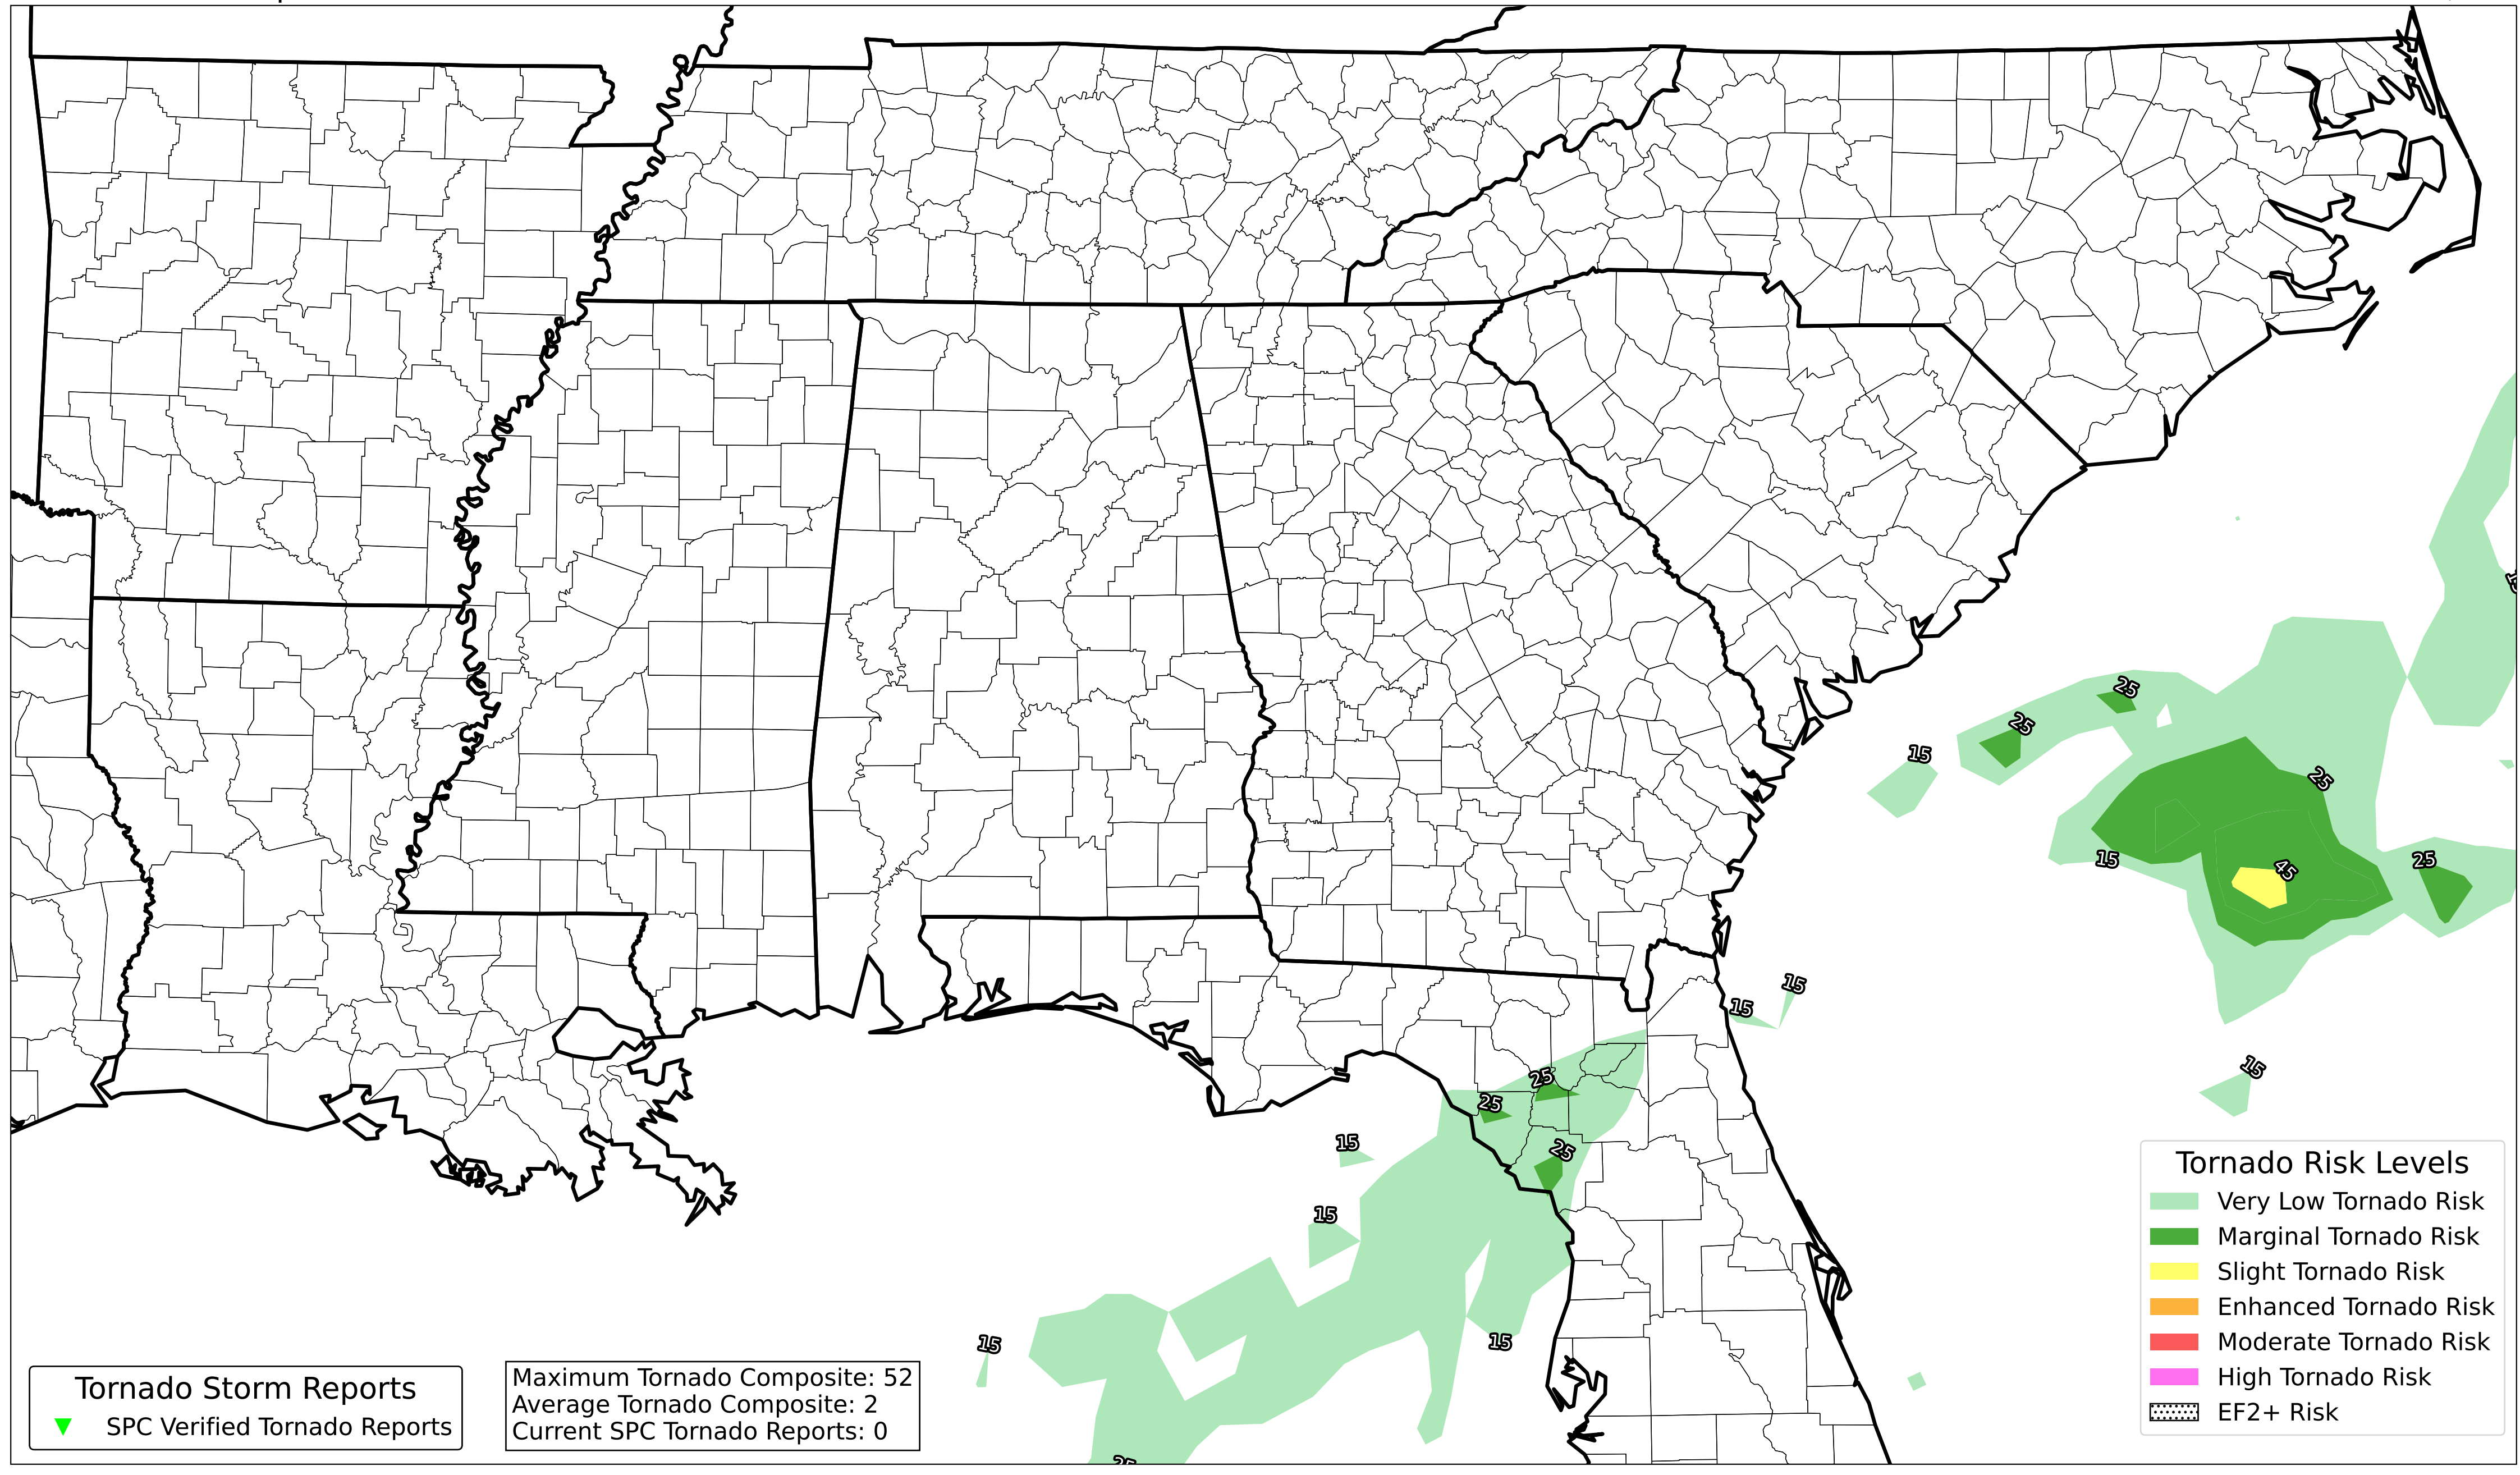 25
25
15
25
15
45
25
15
15
15
25
25
15
25
15
15
15
Tornado Risk Levels
Very Low Tornado Risk
Marginal Tornado Risk
Slight Tornado Risk
Enhanced Tornado Risk
Moderate Tornado Risk
High Tornado Risk
EF2+ Risk
Tornado Storm Reports
SPC Verified Tornado Reports
Maximum Tornado Composite: 52
Average Tornado Composite: 2
Current SPC Tornado Reports: 0